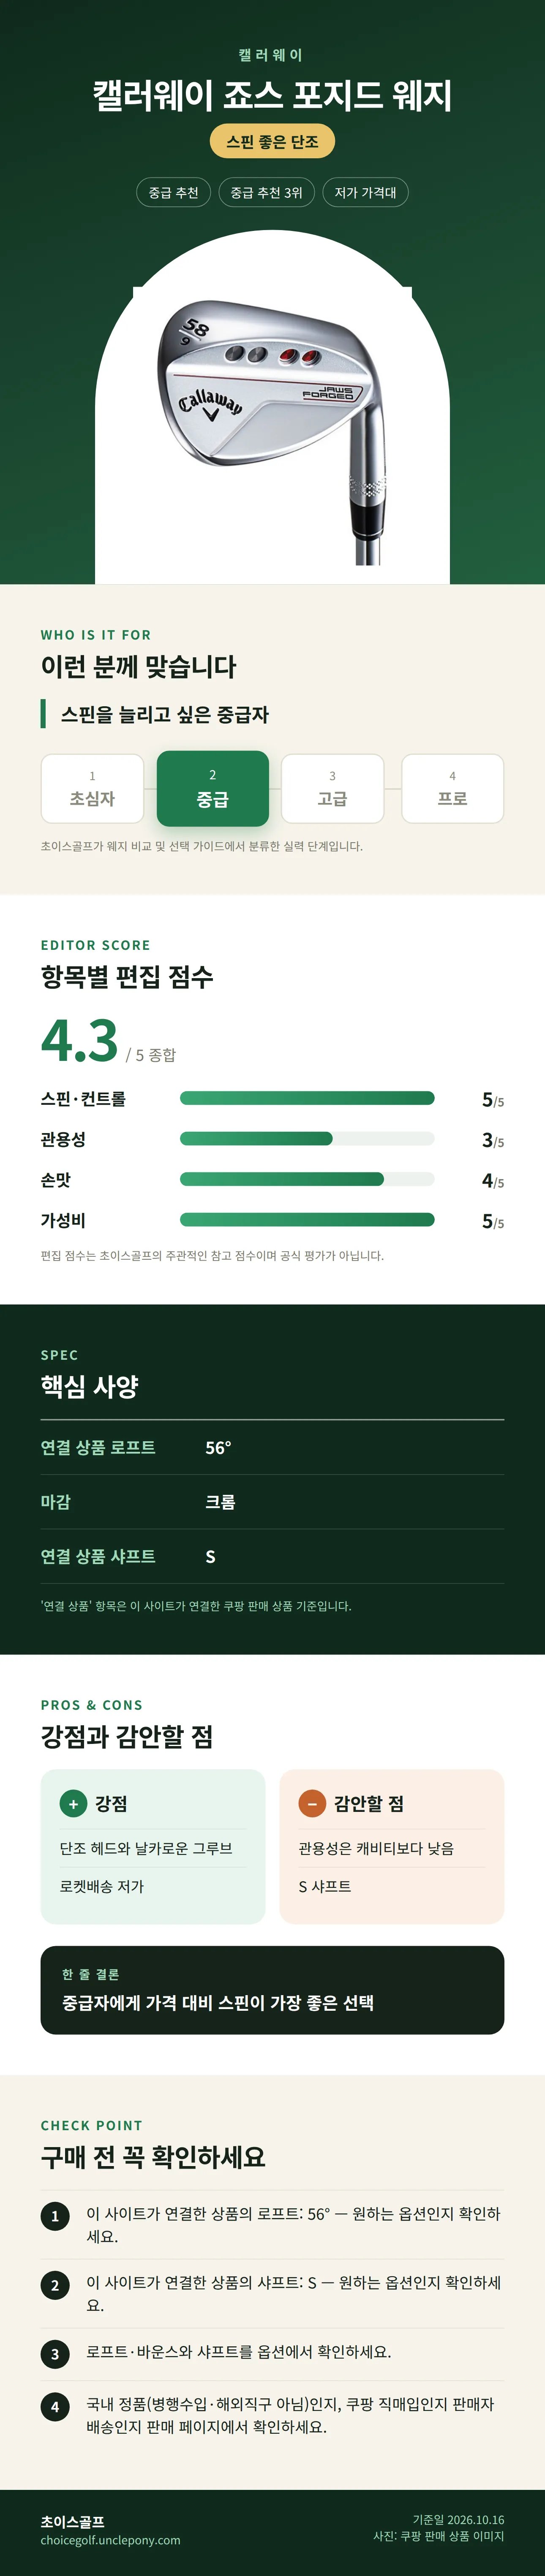 캘러웨이
캘러웨이 죠스 포지드 웨지
스핀 좋은 단조
중급 추천
중급 추천 3위
저가 가격대
58
9
Callaway
JAWS
FORGED
WHO IS IT FOR
이런 분께 맞습니다
스핀을 늘리고 싶은 중급자
1
초심자
2
중급
3
고급
4
프로
초이스골프가 웨지 비교 및 선택 가이드에서 분류한 실력 단계입니다.
EDITOR SCORE
항목별 편집 점수
4.3 / 5 종합
스핀·컨트롤 5/5
관용성 3/5
손맛 4/5
가성비 5/5
편집 점수는 초이스골프의 주관적인 참고 점수이며 공식 평가가 아닙니다.
SPEC
핵심 사양
연결 상품 로프트 56°
마감 크롬
연결 상품 샤프트 S
'연결 상품' 항목은 이 사이트가 연결한 쿠팡 판매 상품 기준입니다.
PROS & CONS
강점과 감안할 점
+ 강점
단조 헤드와 날카로운 그루브
로켓배송 저가
− 감안할 점
관용성은 캐비티보다 낮음
S 샤프트
한 줄 결론
중급자에게 가격 대비 스핀이 가장 좋은 선택
CHECK POINT
구매 전 꼭 확인하세요
1 이 사이트가 연결한 상품의 로프트: 56° — 원하는 옵션인지 확인하
세요.
2 이 사이트가 연결한 상품의 샤프트: S — 원하는 옵션인지 확인하세
요.
3 로프트·바운스와 샤프트를 옵션에서 확인하세요.
4 국내 정품(병행수입·해외직구 아님)인지, 쿠팡 직매입인지 판매자
배송인지 판매 페이지에서 확인하세요.
초이스골프
choicegolf.unclepony.com
기준일 2026.10.16
사진: 쿠팡 판매 상품 이미지